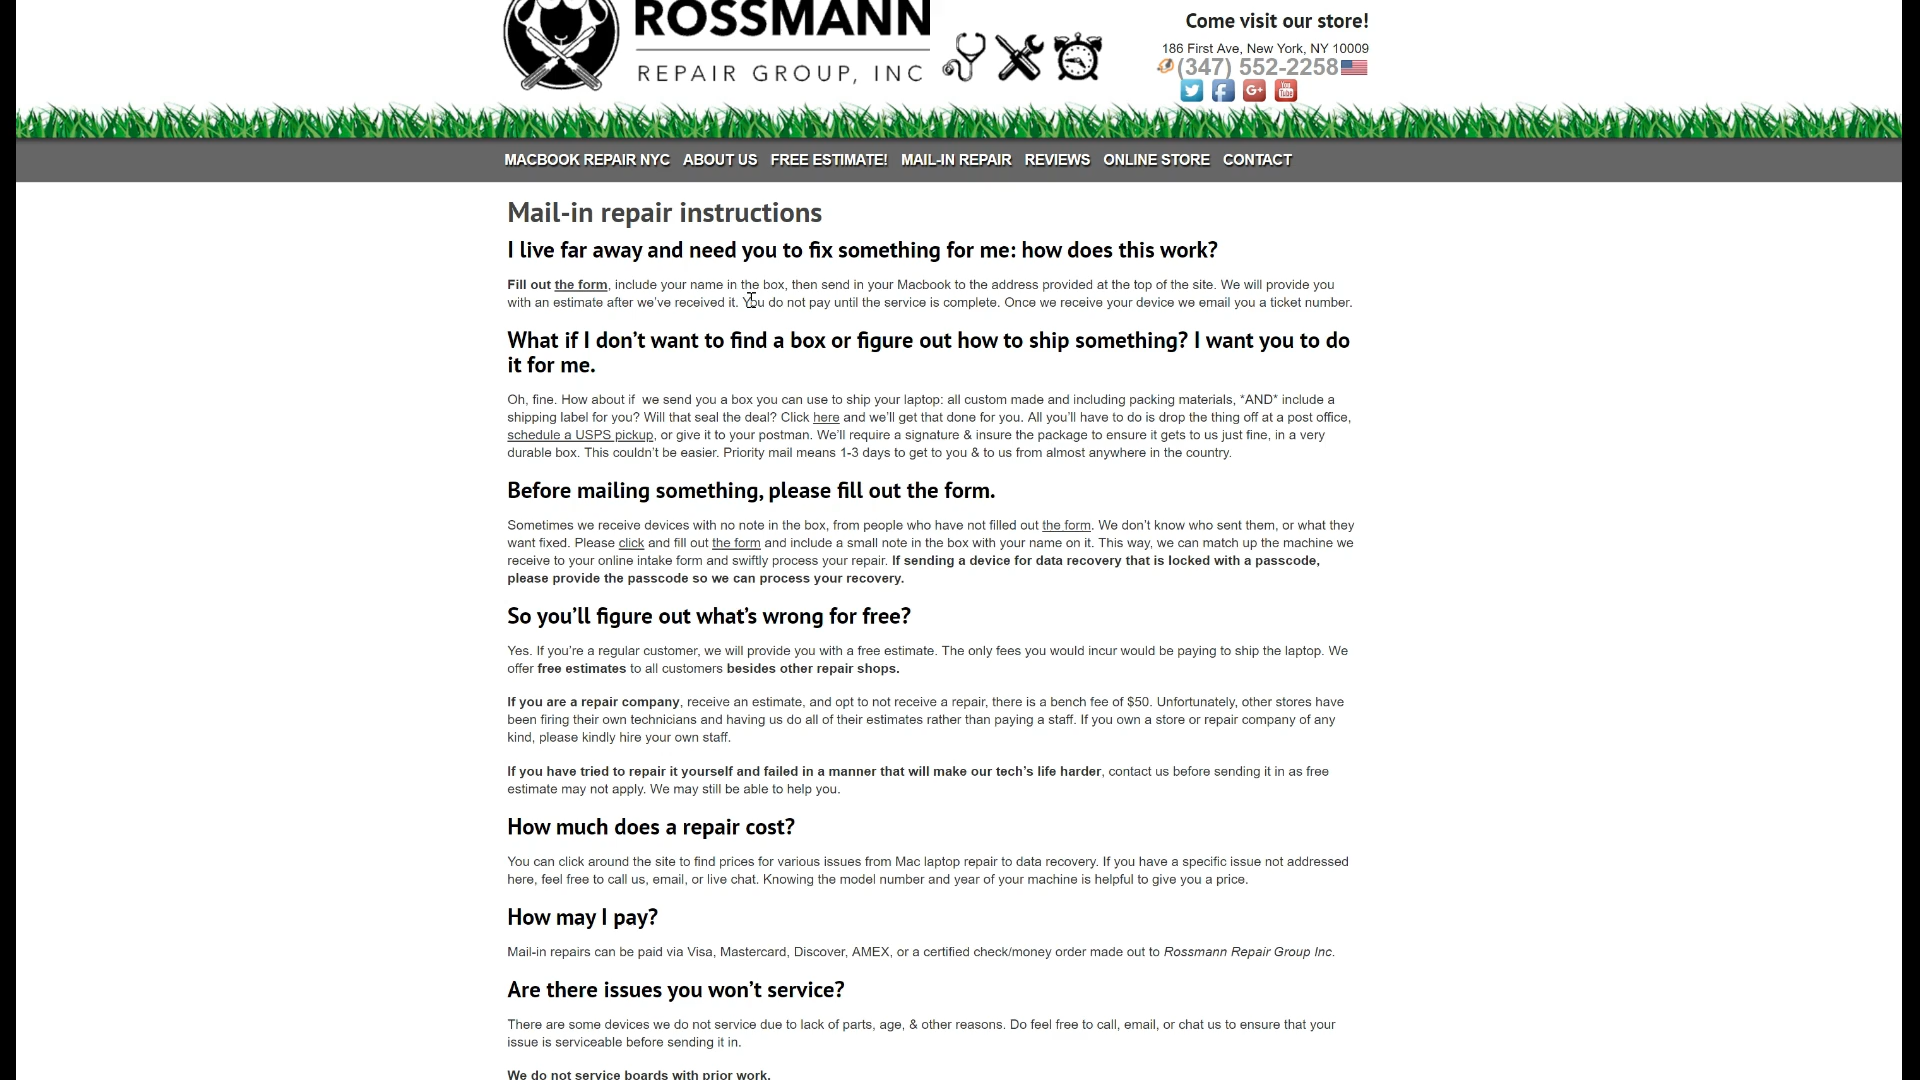 ROSSMANN
REPAIR GROUP, INC
Come visit our store!
186 First Ave, New York, NY 10009
(347) 552-2258
MACBOOK REPAIR NYC ABOUT US FREE ESTIMATE! MAIL-IN REPAIR REVIEWS ONLINE STORE CONTACT
Mail-in repair instructions
I live far away and need you to fix something for me: how does this work?
Fill out the form, include your name in the box, then send in your Macbook to the address provided at the top of the site. We will provide you
with an estimate after we’ve received it. You do not pay until the service is complete. Once we receive your device we email you a ticket number.
What if I don’t want to find a box or figure out how to ship something? I want you to do
it for me.
Oh, fine. How about if we send you a box you can use to ship your laptop: all custom made and including packing materials, *AND* include a
shipping label for you? Will that seal the deal? Click here and we’ll get that done for you. All you’ll have to do is drop the thing off at a post office,
schedule a USPS pickup, or give it to your postman. We’ll require a signature & insure the package to ensure it gets to us just fine, in a very
durable box. This couldn’t be easier. Priority mail means 1-3 days to get to you & to us from almost anywhere in the country.
Before mailing something, please fill out the form.
Sometimes we receive devices with no note in the box, from people who have not filled out the form. We don’t know who sent them, or what they
want fixed. Please click and fill out the form and include a small note in the box with your name on it. This way, we can match up the machine we
receive to your online intake form and swiftly process your repair. If sending a device for data recovery that is locked with a passcode,
please provide the passcode so we can process your recovery.
So you’ll figure out what’s wrong for free?
Yes. If you’re a regular customer, we will provide you with a free estimate. The only fees you would incur would be paying to ship the laptop. We
offer free estimates to all customers besides other repair shops.
If you are a repair company, receive an estimate, and opt to not receive a repair, there is a bench fee of $50. Unfortunately, other stores have
been firing their own technicians and having us do all of their estimates rather than paying a staff. If you own a store or repair company of any
kind, please kindly hire your own staff.
If you have tried to repair it yourself and failed in a manner that will make our tech’s life harder, contact us before sending it in as free
estimate may not apply. We may still be able to help you.
How much does a repair cost?
You can click around the site to find prices for various issues from Mac laptop repair to data recovery. If you have a specific issue not addressed
here, feel free to call us, email, or live chat. Knowing the model number and year of your machine is helpful to give you a price.
How may I pay?
Mail-in repairs can be paid via Visa, Mastercard, Discover, AMEX, or a certified check/money order made out to Rossmann Repair Group Inc.
Are there issues you won’t service?
There are some devices we do not service due to lack of parts, age, & other reasons. Do feel free to call, email, or chat us to ensure that your
issue is serviceable before sending it in.
We do not service boards with prior work.